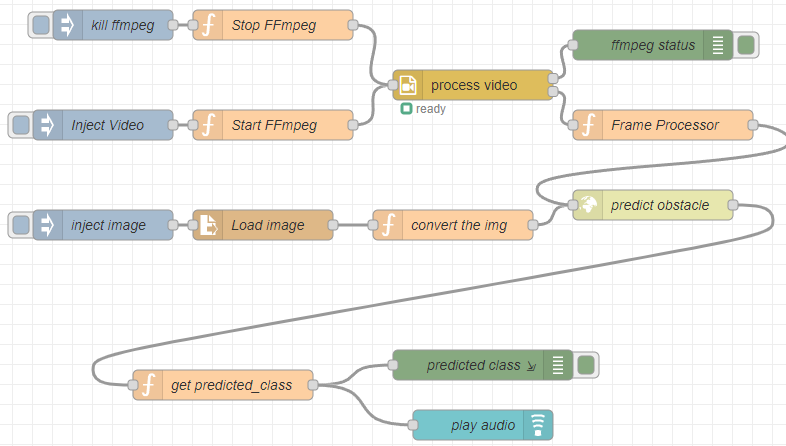 kill ffmpeg
Stop FFmpeg
ffmpeg status
process video
ready
Inject Video
Start FFmpeg
Frame Processor
predict obstacle
inject image
Load image
convert the img
predicted class
get predicted_class
play audio